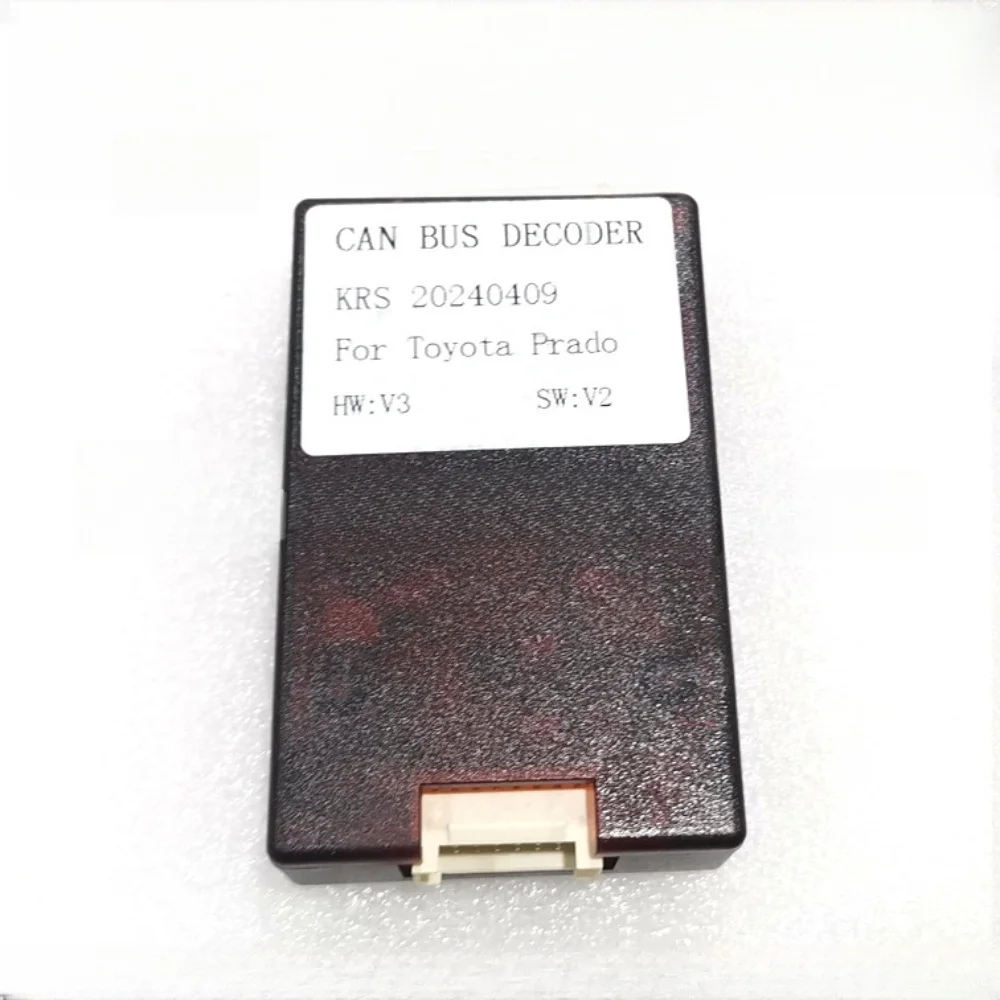 CAN BUS DECODER
KRS 20240409
For Toyota Prado
HW:V3 SW:V2